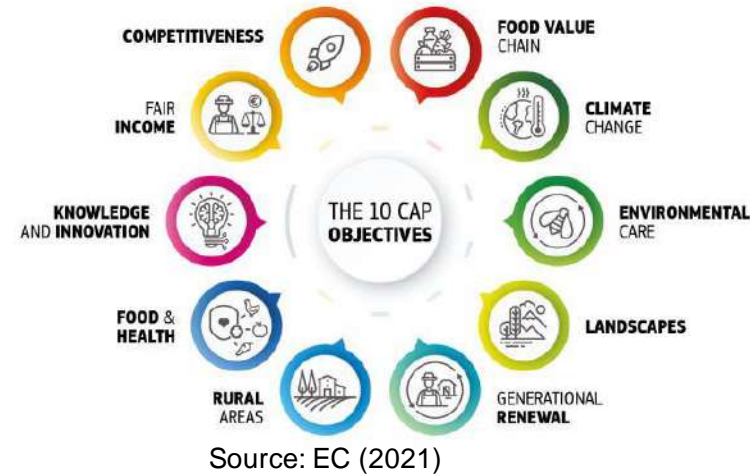 COMPETITIVENESS
FOOD VALUE
CHAIN
FAIR
INCOME
CLIMATE
CHANGE
KNOWLEDGE
AND INNOVATION
THE 10 CAP
OBJECTIVES
ENVIRONMENTAL
CARE
FOOD &
HEALTH
LANDSCAPES
RURAL
AREAS
GENERATIONAL
RENEWAL
Source: EC (2021)